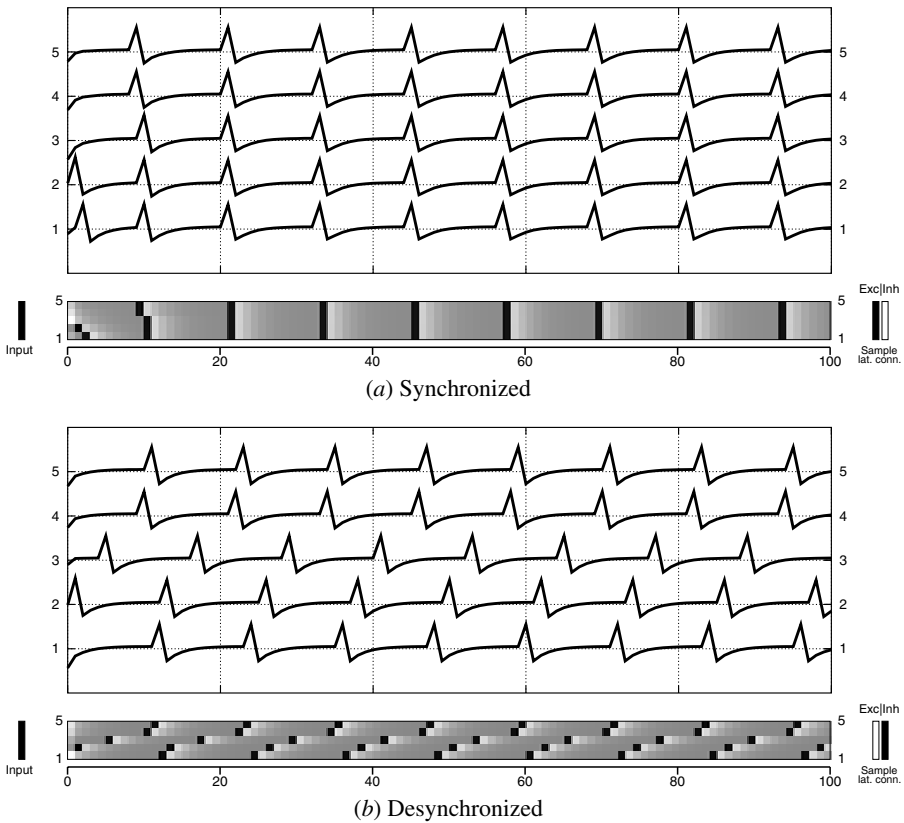 5 5
4 4
3 3
2 2
1 1
Exc|Inh
5 5
1 1
Input
Sample
lat. conn.
0 20 40 60 80 100
(a) Synchronized
5 5
4 4
3 3
2 2
1 1
Exc|Inh
5 5
1 1
Input
Sample
lat. conn.
0 20 40 60 80 100
(b) Desynchronized